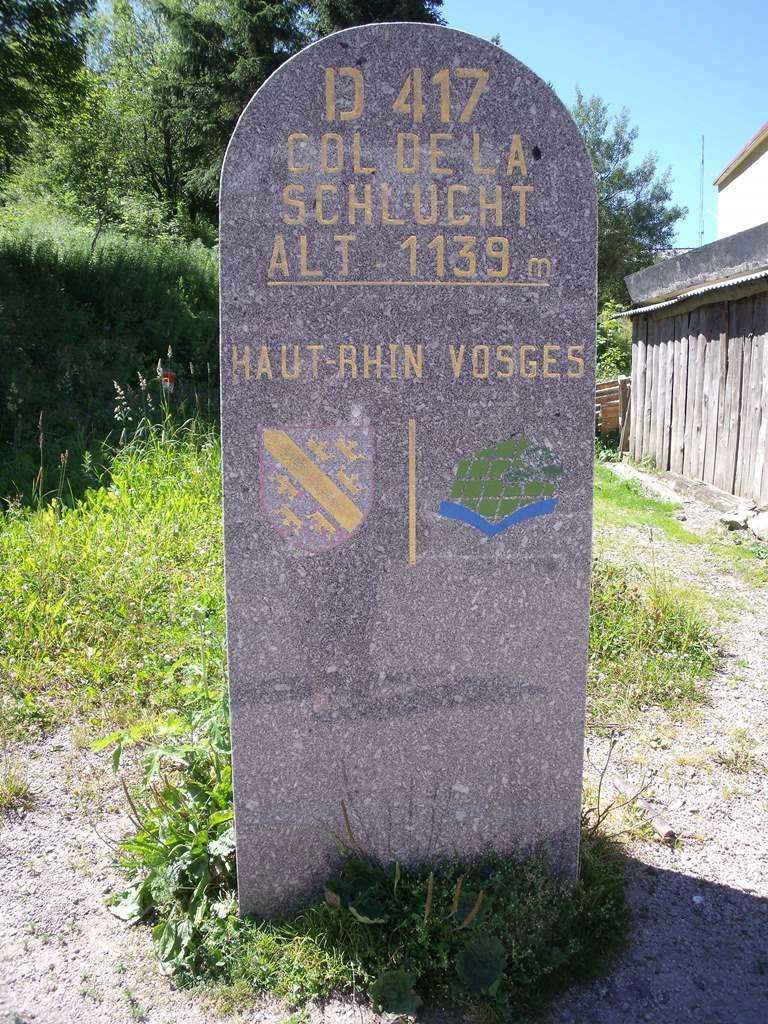 D 417
COL DE LA
SCHLUCHT
ALT 1139 m
HAUT-RHIN VOSGES